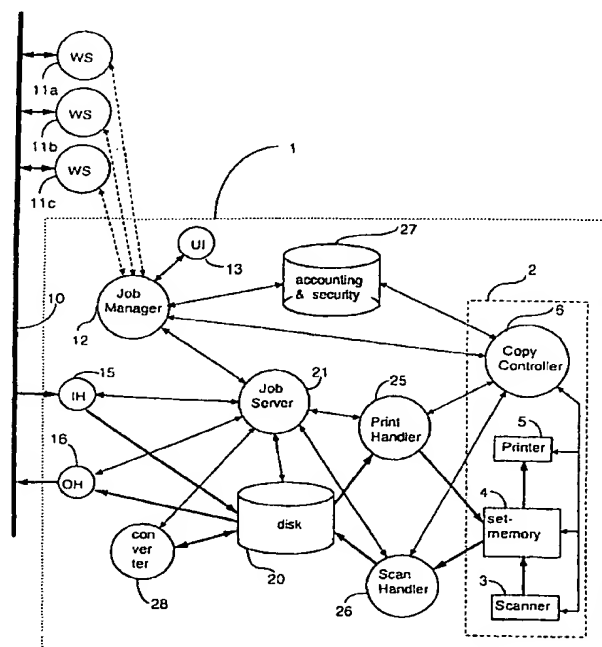 WS
11a
WS
11b
WS
11c
1
UI
13
27
accounting
& security
2
6
Job
Manager
12
10
Copy
Controller
15
IH
Job
Server
21
25
Print
Handler
5
Printer
16
OH
4
set-
memory
disk
20
con
ver
ter
28
Scan
Handler
26
3
Scanner